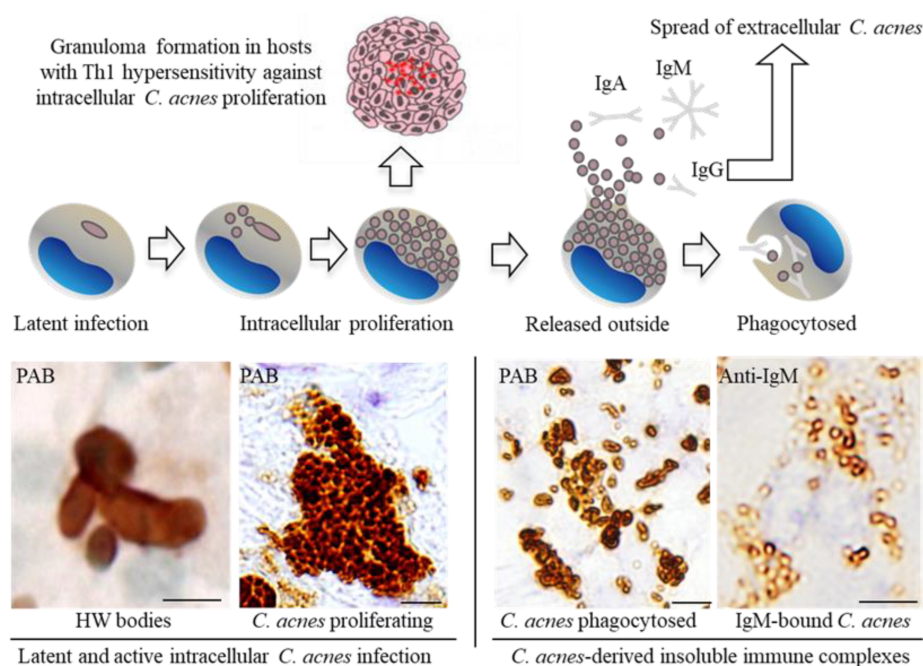 Granuloma formation in hosts
with Th1 hypersensitivity against
intracellular C. acnes proliferation
Spread of extracellular C. acnes
IgA
IgM
IgG
Latent infection
Intracellular proliferation
Released outside
Phagocytosed
PAB
PAB
PAB
Anti-IgM
HW bodies
C. acnes proliferating
C. acnes phagocytosed
IgM-bound C. acnes
Latent and active intracellular C. acnes infection
C. acnes-derived insoluble immune complexes